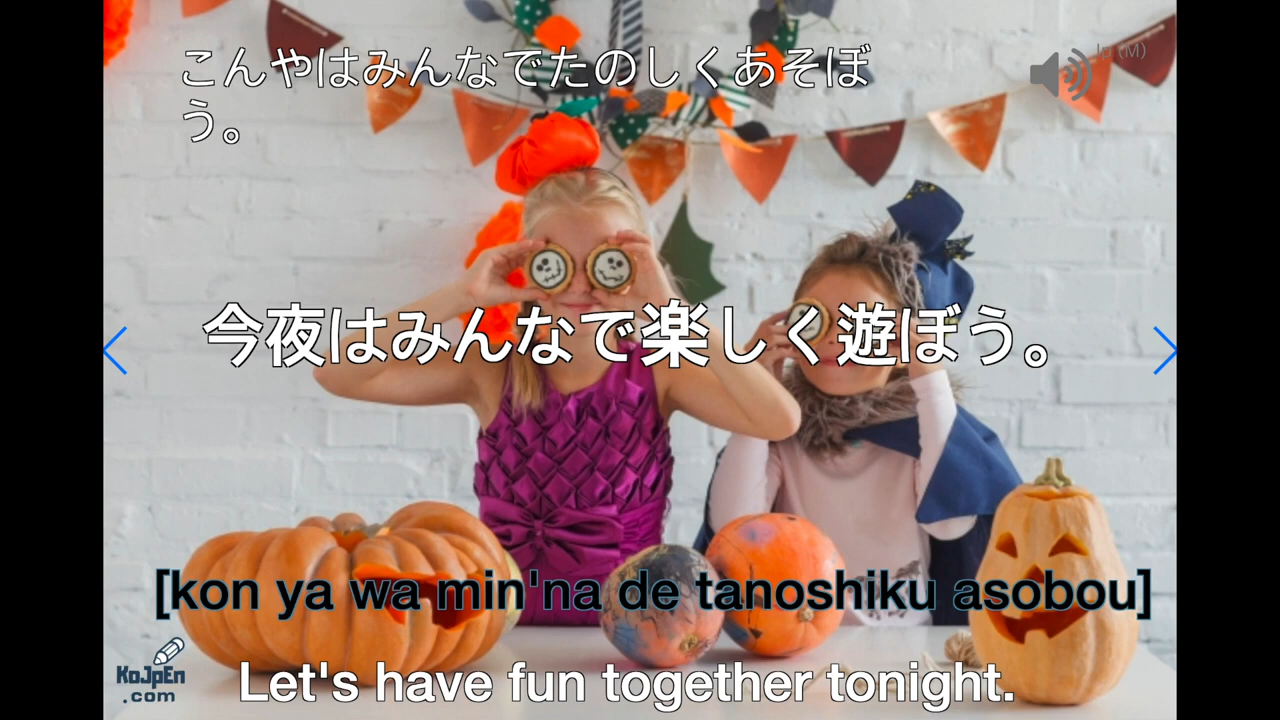 こんやはみんなでたのしくあそぼ
う。
Jp (M)
今夜はみんなで楽しく遊ぼう。
[kon ya wa min'na de tanoshiku asobou]
KoJpEn
.com
Let's have fun together tonight.